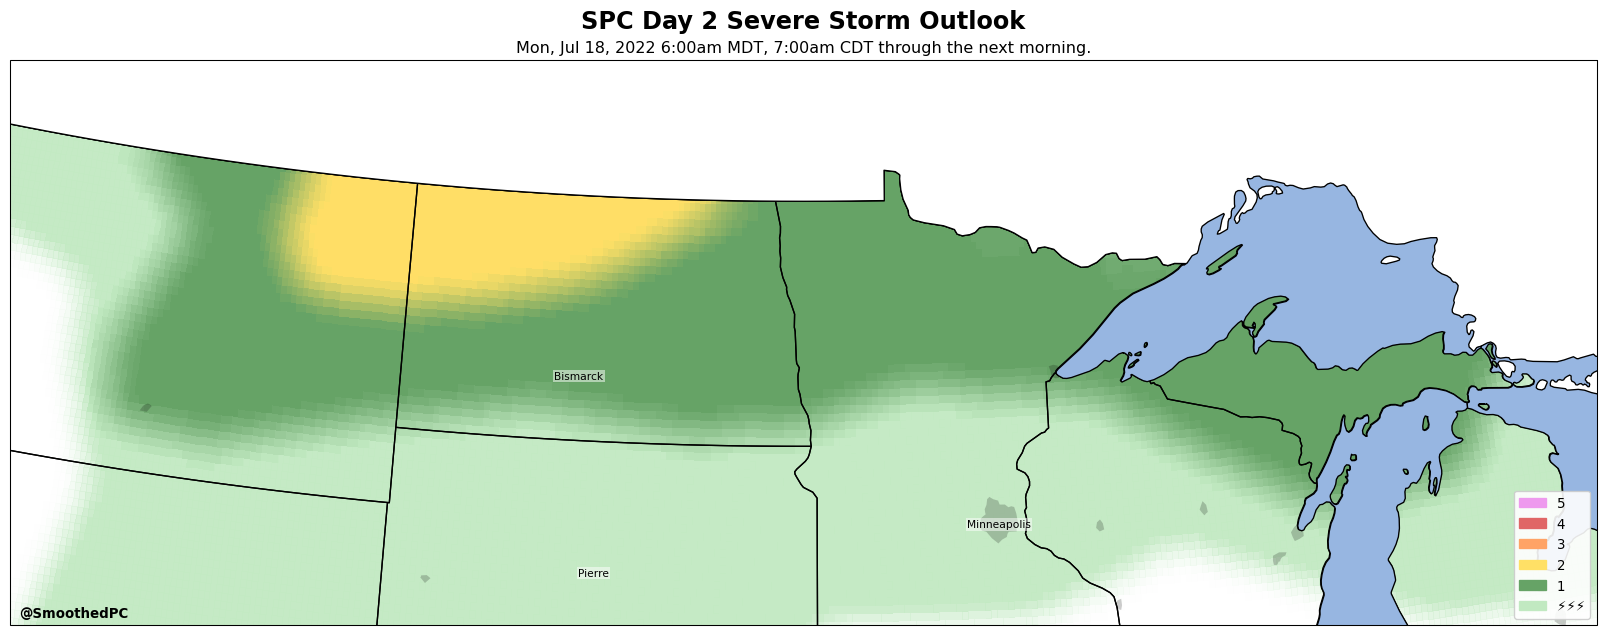 SPC Day 2 Severe Storm Outlook
Mon, Jul 18, 2022 6:00am MDT, 7:00am CDT through the next morning.
Bismarck
Minneapolis
Pierre
5
4
3
2
1
⚡⚡⚡
@SmoothedPC